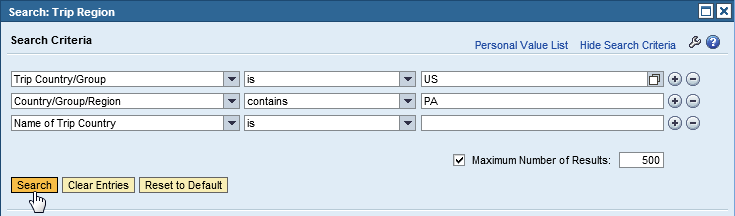 Search: Trip Region
Search Criteria
Personal Value List Hide Search Criteria
Trip Country/Group is US
Country/Group/Region contains PA
Name of Trip Country is
Maximum Number of Results: 500
Search Clear Entries Reset to Default